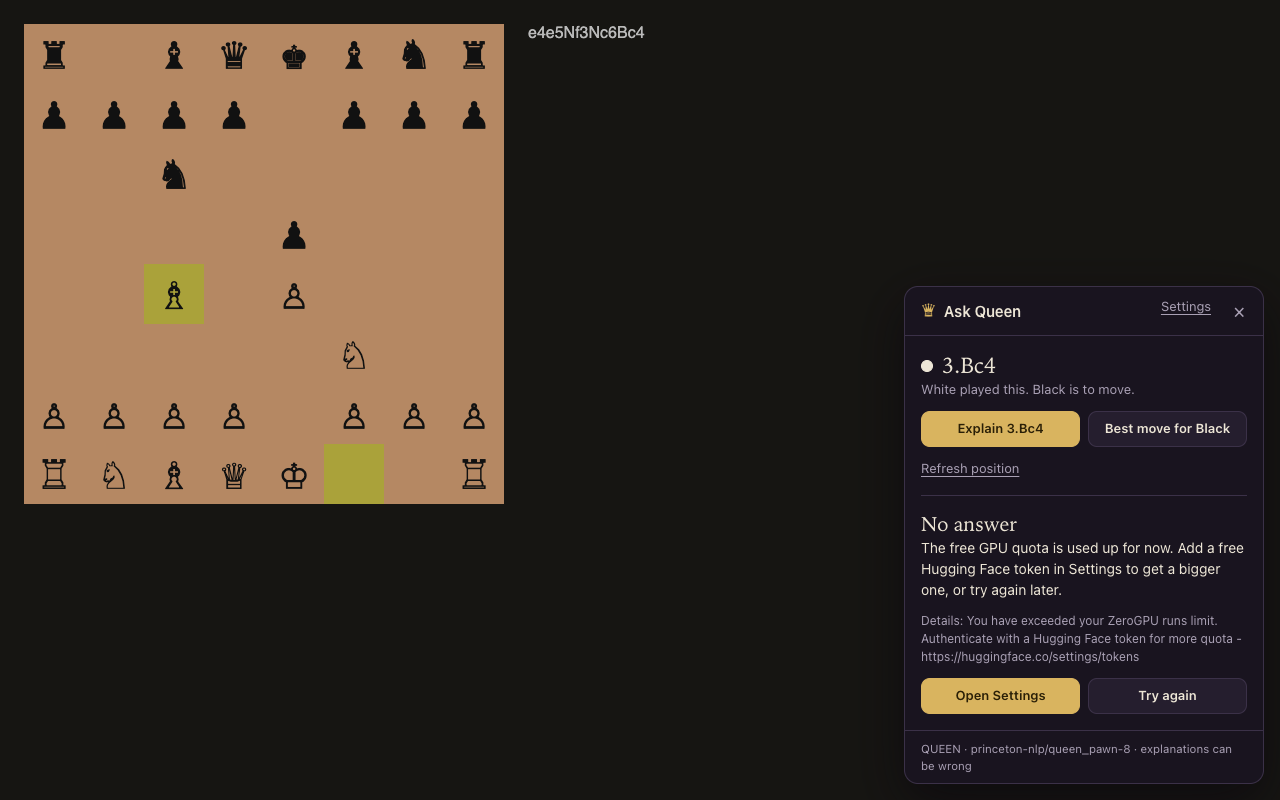 e4e5Nf3Nc6Bc4
Ask Queen
Settings
×
3.Bc4
White played this. Black is to move.
Explain 3.Bc4
Best move for Black
Refresh position
No answer
The free GPU quota is used up for now. Add a free
Hugging Face token in Settings to get a bigger
one, or try again later.
Details: You have exceeded your ZeroGPU runs limit.
Authenticate with a Hugging Face token for more quota -
https://huggingface.co/settings/tokens
Open Settings
Try again
QUEEN · princeton-nlp/queen_pawn-8 · explanations can
be wrong